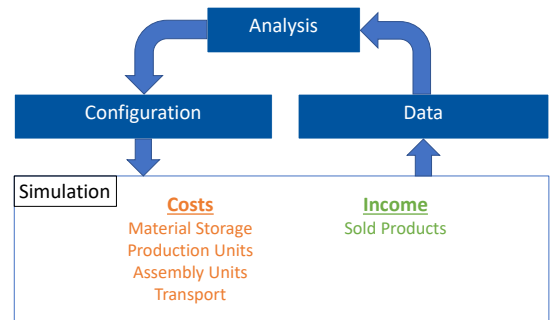 Analysis
Configuration
Data
Simulation
Costs
Material Storage
Production Units
Assembly Units
Transport
Income
Sold Products